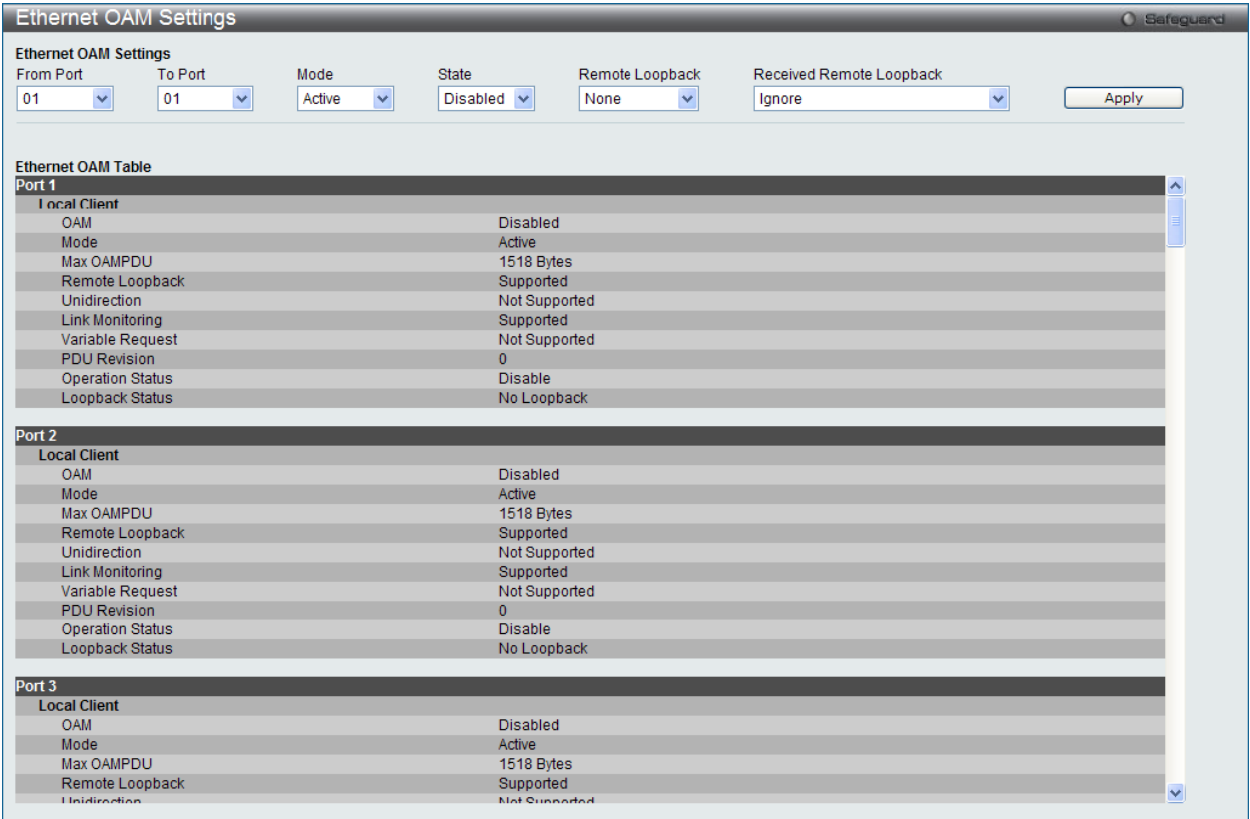 Ethernet OAM Settings
Safeguard
Ethernet OAM Settings
From Port To Port Mode State Remote Loopback Received Remote Loopback
01 01 Active Disabled None Ignore Apply
Ethernet OAM Table
Port 1
Local Client
OAM Disabled
Mode Active
Max OAMPDU 1518 Bytes
Remote Loopback Supported
Unidirection Not Supported
Link Monitoring Supported
Variable Request Not Supported
PDU Revision 0
Operation Status Disable
Loopback Status No Loopback
Port 2
Local Client
OAM Disabled
Mode Active
Max OAMPDU 1518 Bytes
Remote Loopback Supported
Unidirection Not Supported
Link Monitoring Supported
Variable Request Not Supported
PDU Revision 0
Operation Status Disable
Loopback Status No Loopback
Port 3
Local Client
OAM Disabled
Mode Active
Max OAMPDU 1518 Bytes
Remote Loopback Supported
Unidirection Not Supported